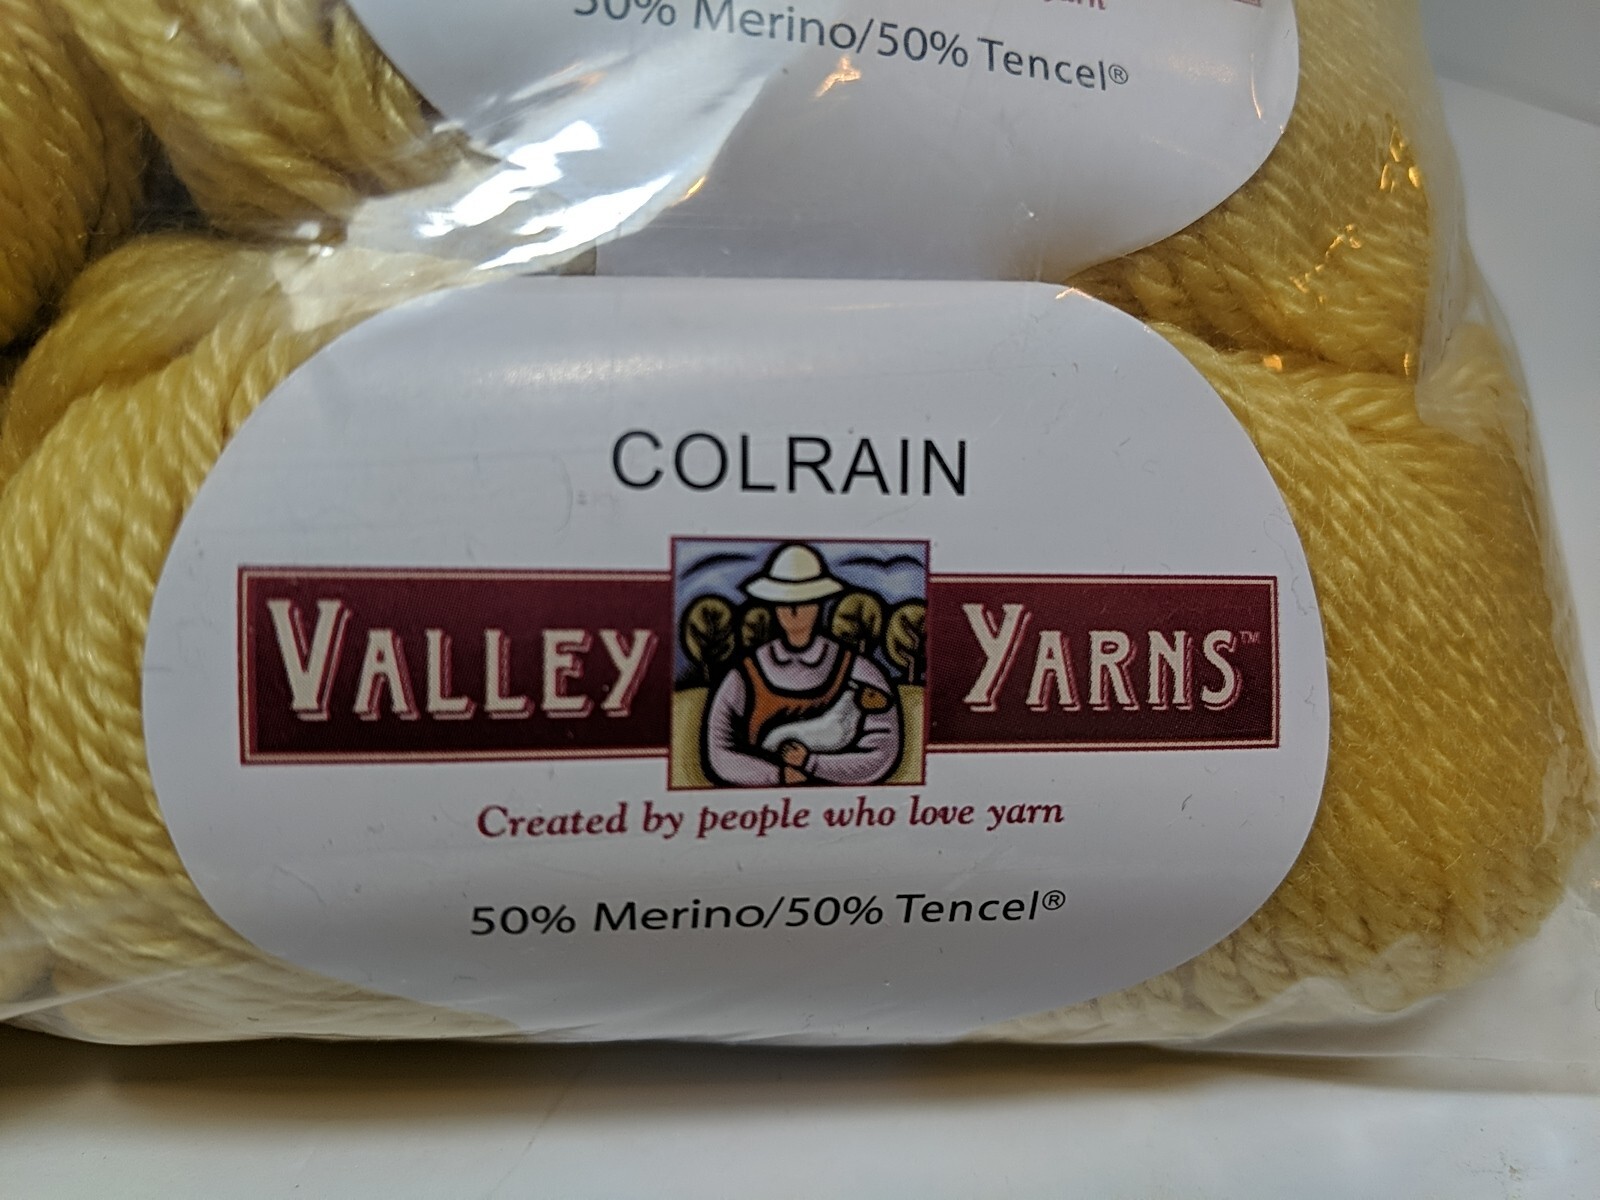 50% Merino/50% Tencel®
COLRAIN
VALLEY YARNS™
Created by people who love yarn
50% Merino/50% Tencel®